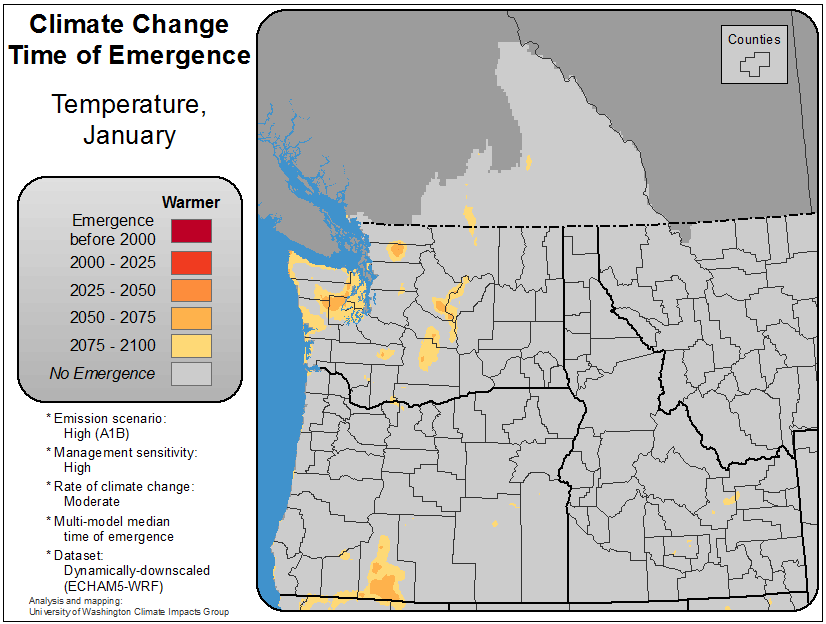 Climate Change
Time of Emergence
Temperature,
January
Counties
Warmer
Emergence
before 2000
2000 - 2025
2025 - 2050
2050 - 2075
2075 - 2100
No Emergence
* Emission scenario:
High (A1B)
* Management sensitivity:
High
* Rate of climate change:
Moderate
* Multi-model median
time of emergence
* Dataset:
Dynamically-downscaled
(ECHAM5-WRF)
Analysis and mapping:
University of Washington Climate Impacts Group